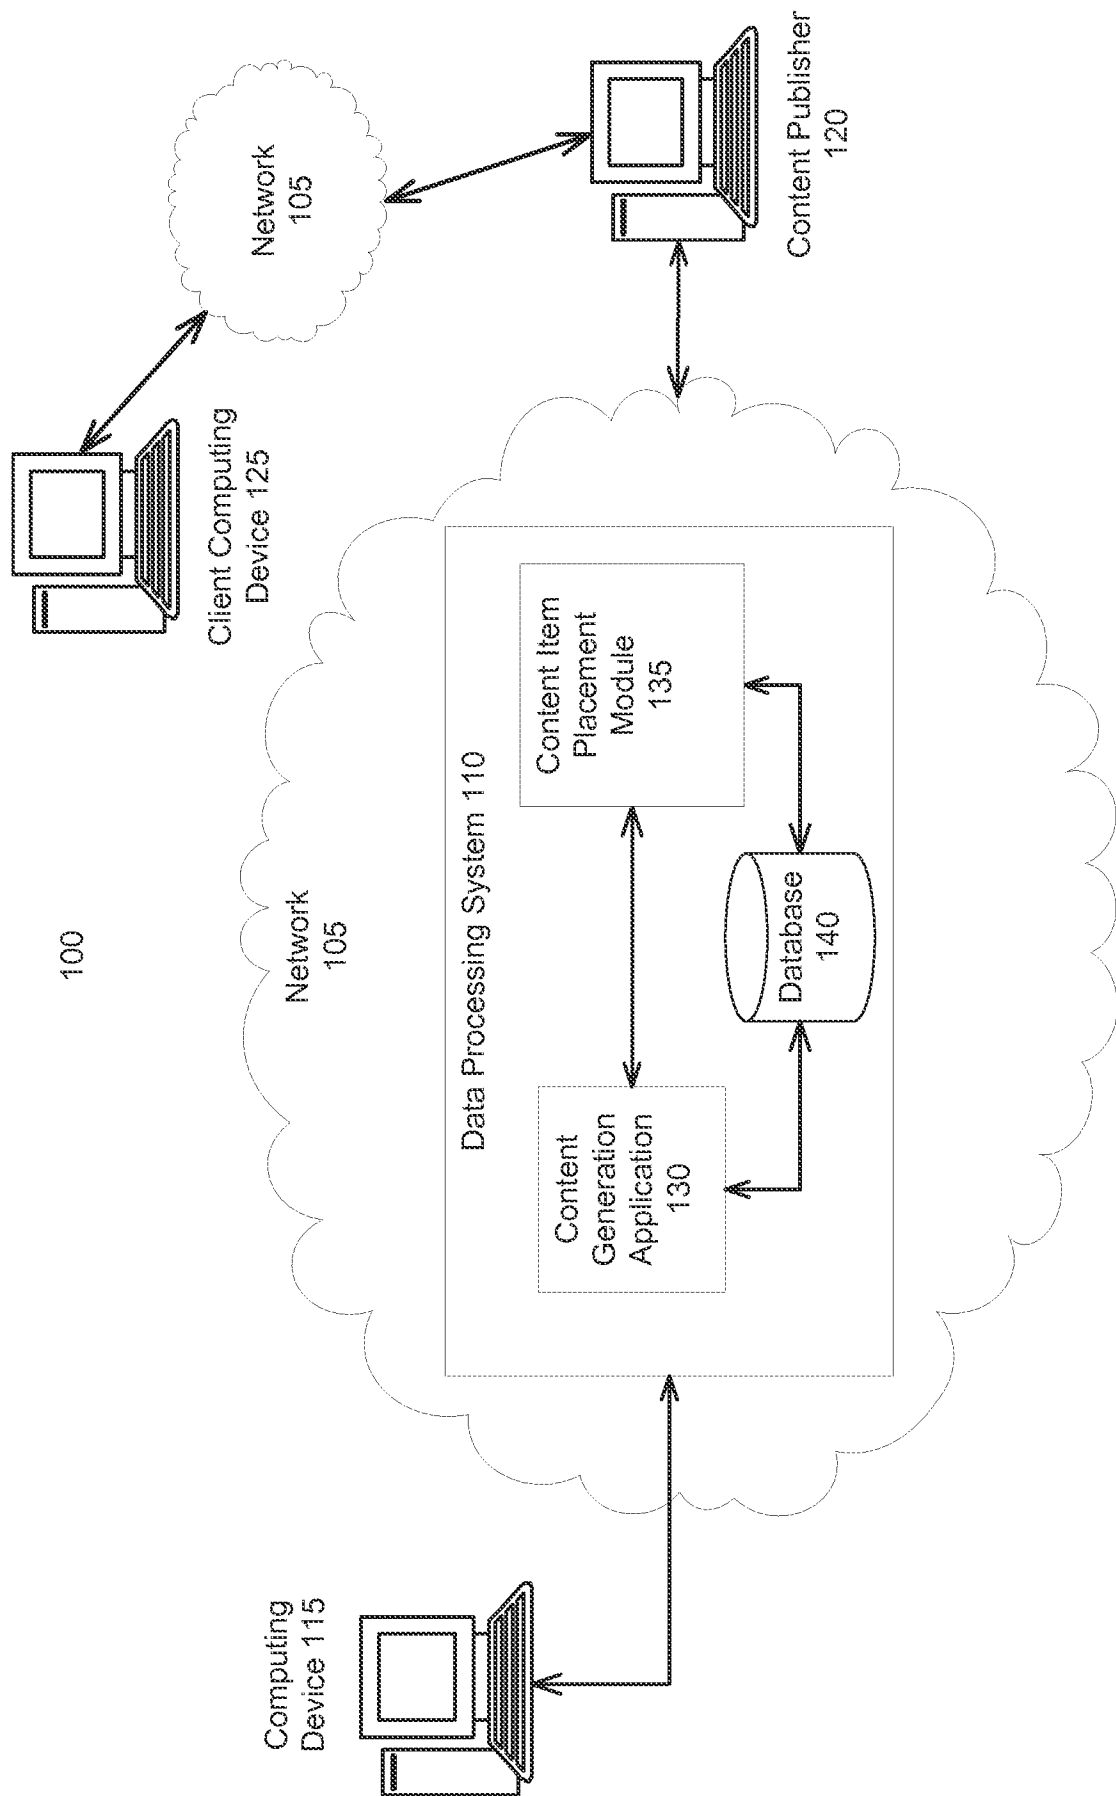 100
Client Computing
Device 125
Network
105
Network
105
Computing
Device 115
Data Processing System 110
Content
Generation
Application
130
Content Item
Placement
Module
135
Database
140
Content Publisher
120